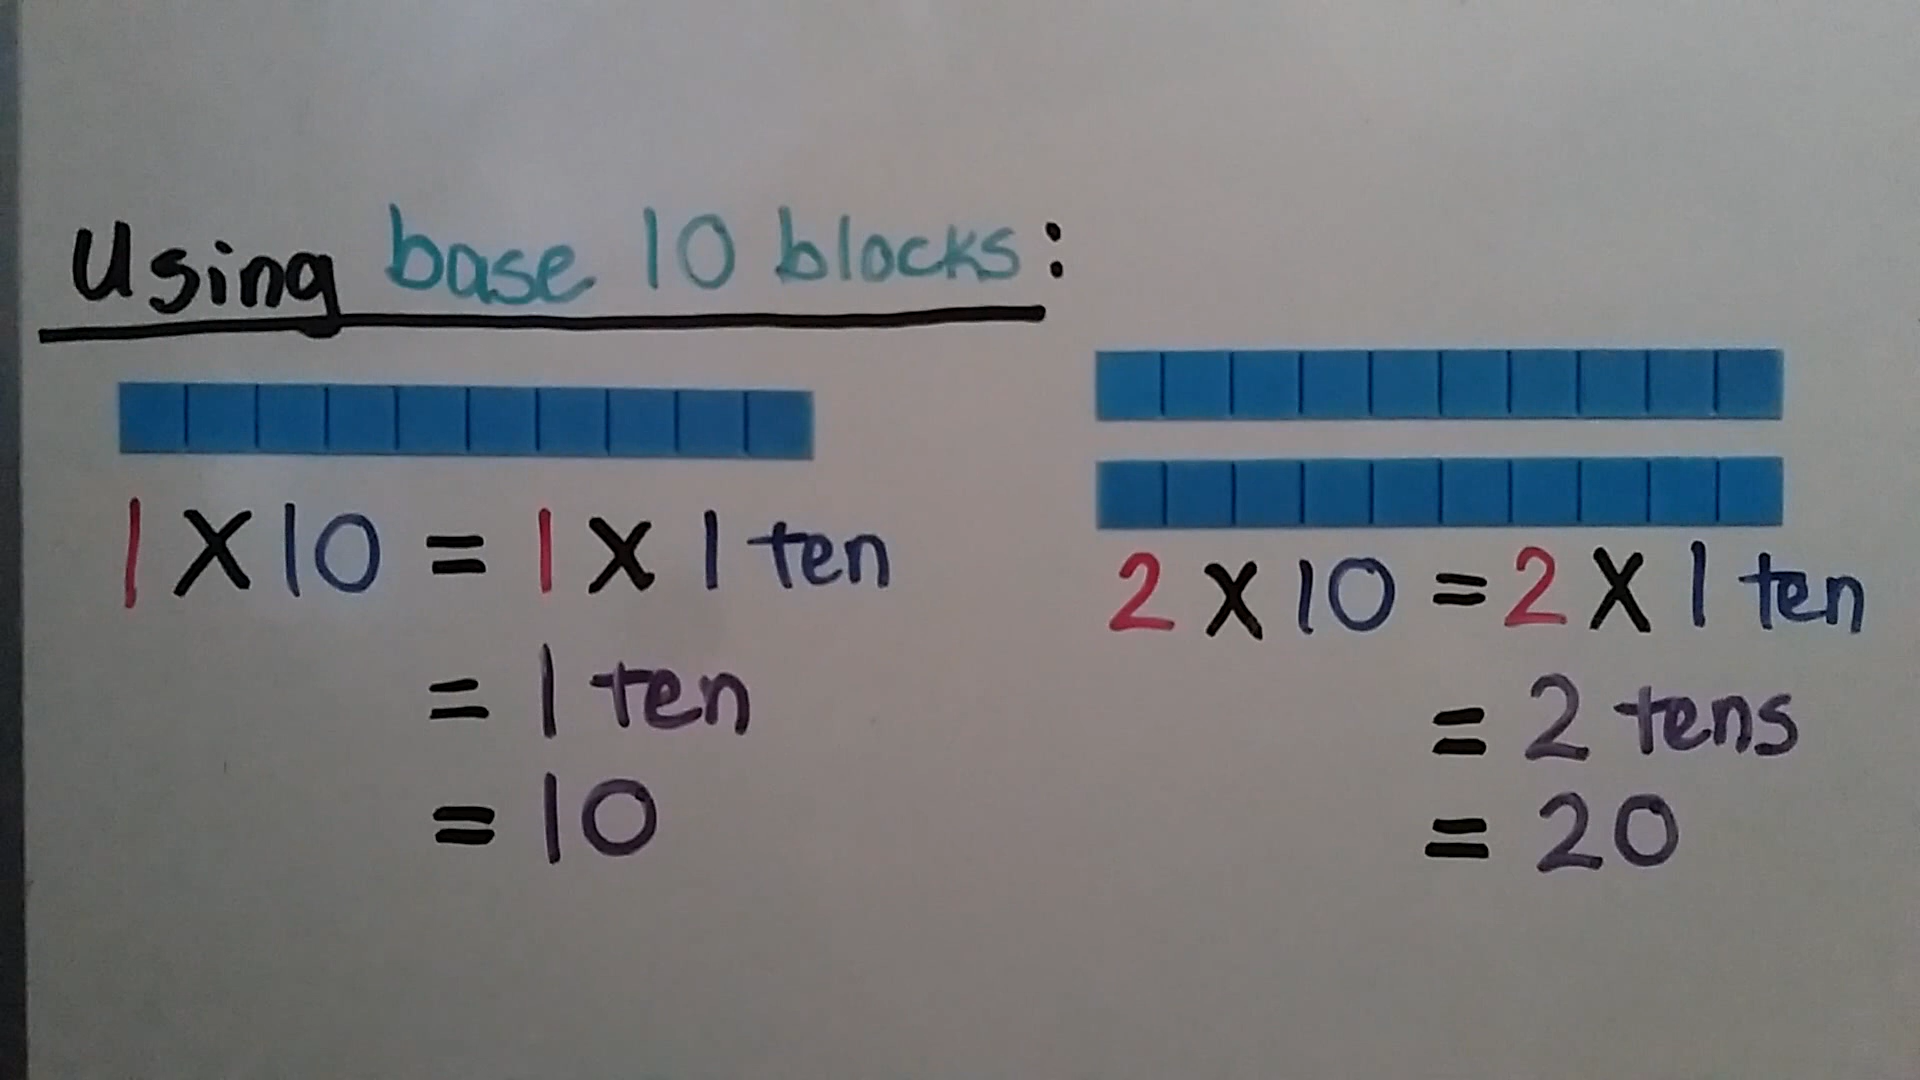 Using base 10 blocks:
1 X 10 = 1 X 1 ten
= 1 ten
= 10
2 X 10 = 2 X 1 ten
= 2 tens
= 20